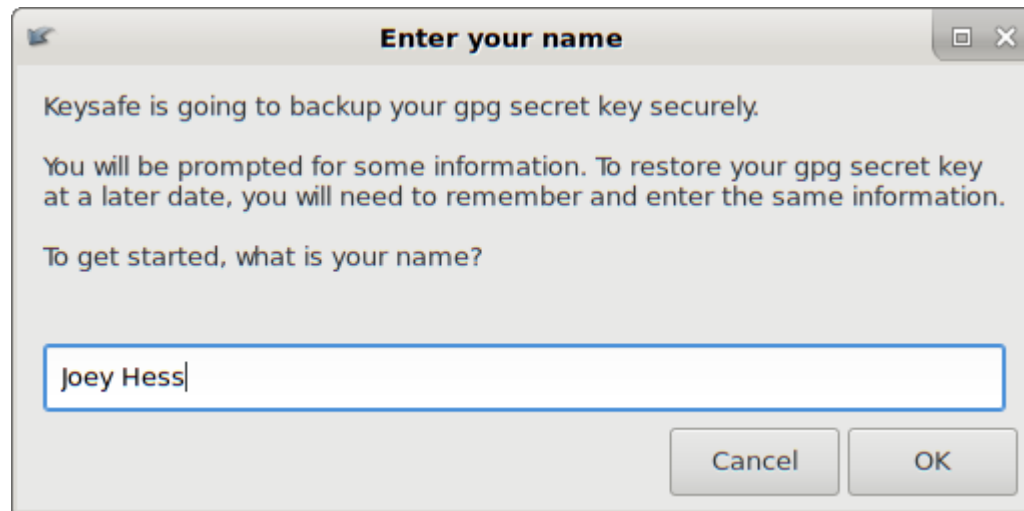 Enter your name
Keysafe is going to backup your gpg secret key securely.
You will be prompted for some information. To restore your gpg secret key
at a later date, you will need to remember and enter the same information.
To get started, what is your name?
Joey Hess
Cancel
OK